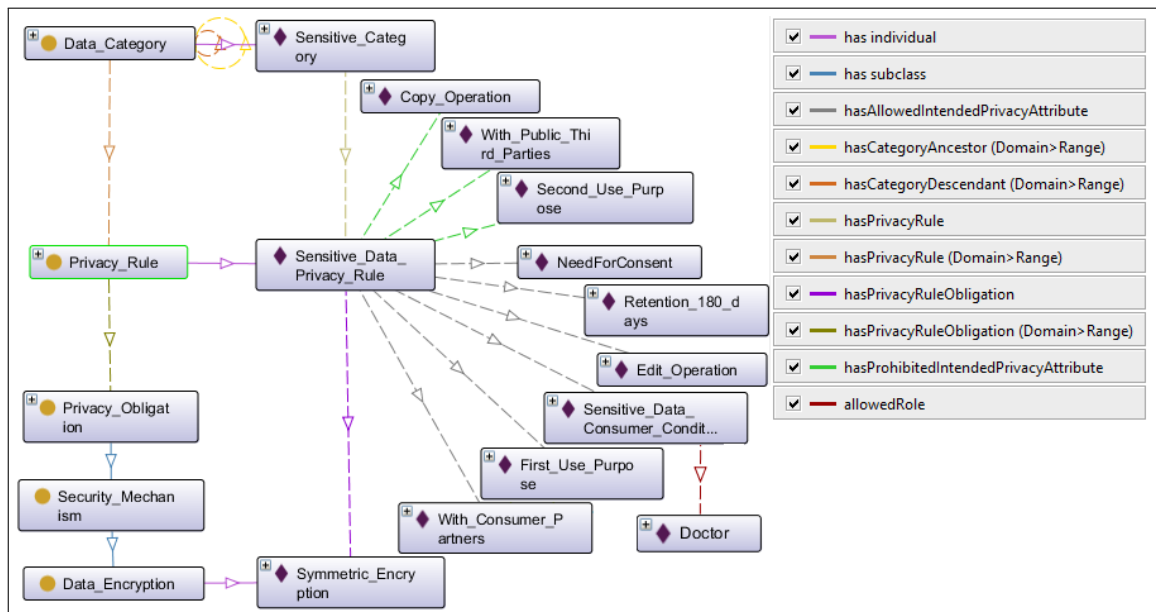 Data_Category
Sensitive_Categ
ory
Copy_Operation
With_Public_Thi
rd_Parties
Second_Use_Purp
ose
Privacy_Rule
Sensitive_Data_
Privacy_Rule
NeedForConsent
Retention_180_d
ays
Edit_Operation
Privacy_Obligat
ion
Sensitive_Data_
Consumer_Condit...
First_Use_Purpo
se
Security_Mechan
ism
With_Consumer_P
artners
Doctor
Data_Encryption
Symmetric_Encry
ption
has individual
has subclass
hasAllowedIntendedPrivacyAttribute
hasCategoryAncestor (Domain>Range)
hasCategoryDescendant (Domain>Range)
hasPrivacyRule
hasPrivacyRule (Domain>Range)
hasPrivacyRuleObligation
hasPrivacyRuleObligation (Domain>Range)
hasProhibitedIntendedPrivacyAttribute
allowedRole